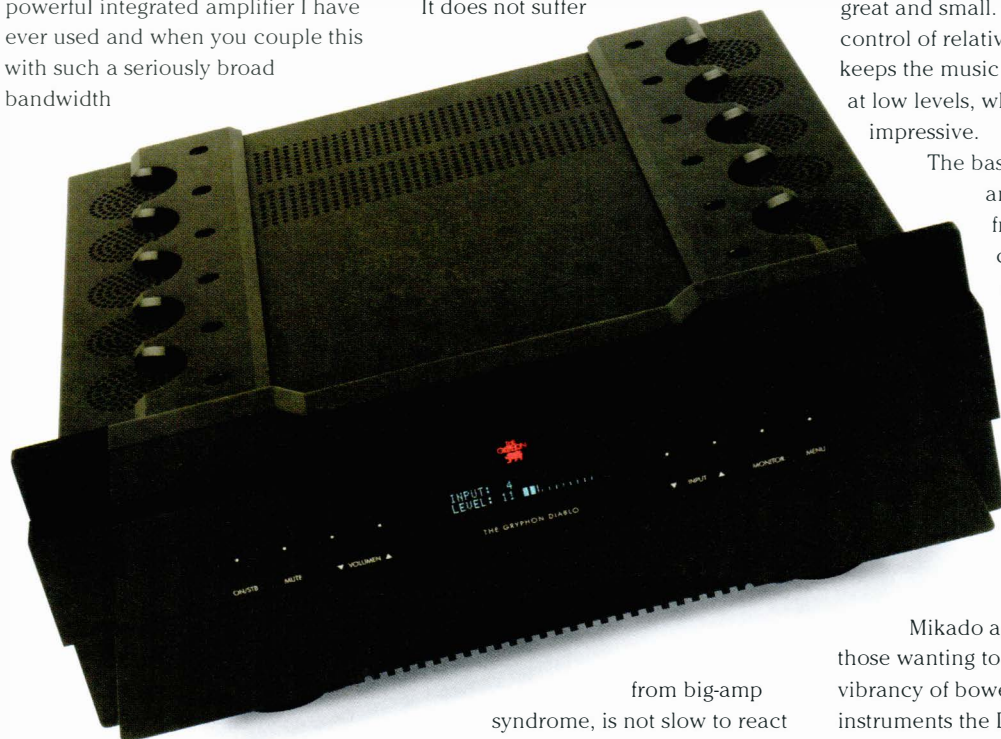 powerful integrated amplifier I have
ever used and when you couple this
with such a seriously broad
bandwidth
It does not suffer
from big-amp
syndrome, is not slow to react
great and small.
control of relativ
keeps the music
at low levels, wh
impressive.
The bas
Mikado a
those wanting to
vibrancy of bowe
instruments the D
THE
GRYPHON
INPUT: 4
LEVEL: 11
THE GRYPHON DIABLO
ON/STB
MUTE
▼ VOLUMEN ▲
▼ INPUT ▲
MONITOR
MENU